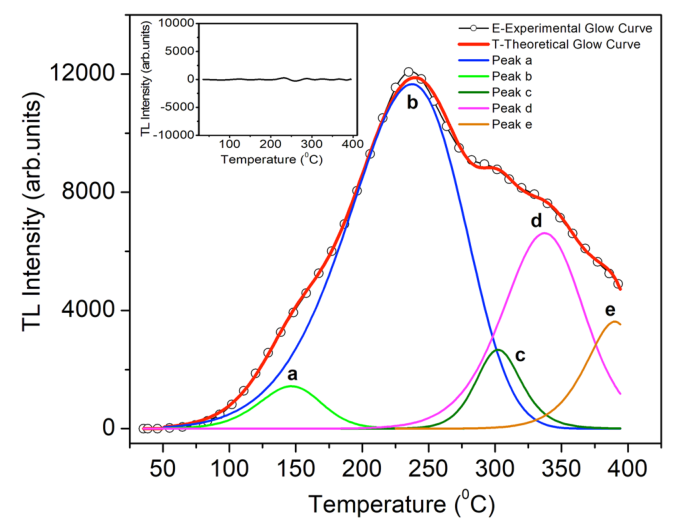 E-Experimental Glow Curve
T-Theoretical Glow Curve
Peak a
Peak b
Peak c
Peak d
Peak e
10000
5000
0
-5000
-10000
TL Intensity (arb.units)
100
200
300
400
Temperature (⁰C)
12000
8000
4000
0
TL Intensity (arb.units)
b
d
e
c
a
50
100
150
200
250
300
350
400
Temperature (⁰C)